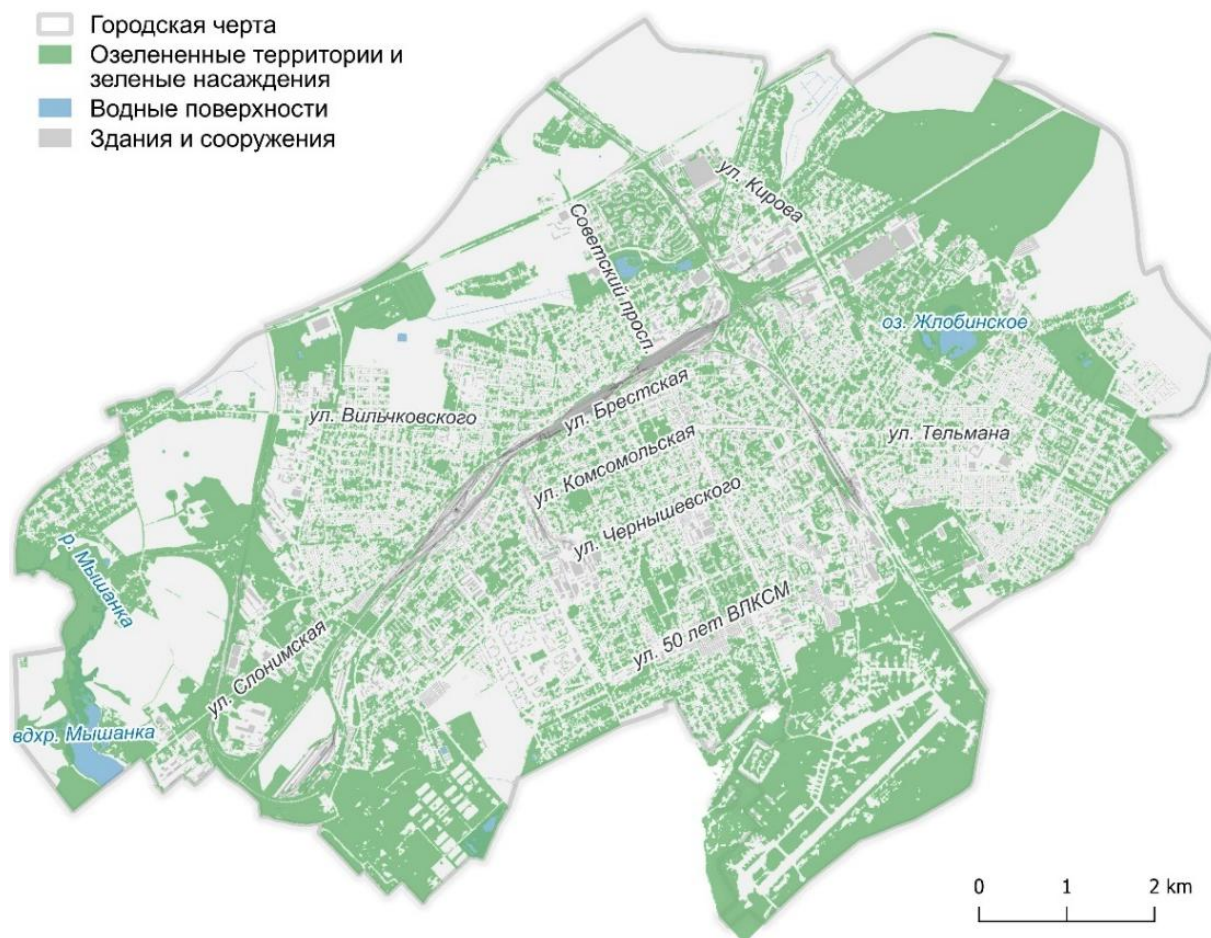 Городская черта
Озелененные территории и
зеленые насаждения
Водные поверхности
Здания и сооружения
ул. Кирова
Советский просп.
оз. Жлобинское
ул. Брестская
ул. Вильчковского
ул. Тельмана
ул. Комсомольская
ул. Чернышевского
р. Мышанка
ул. 50 лет ВЛКСМ
ул. Слонимская
вдхр. Мышанка
0 1 2 km